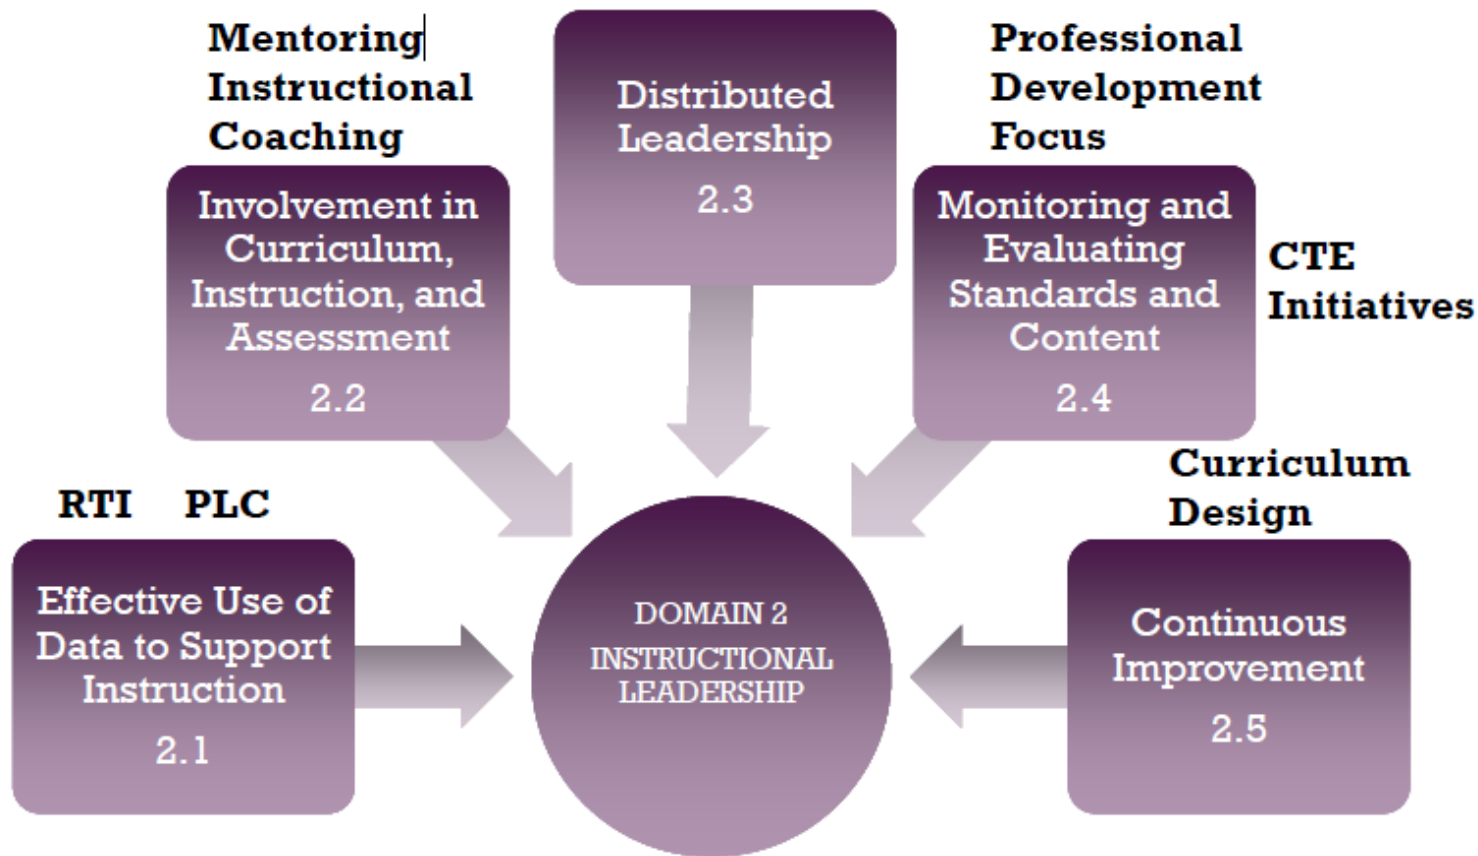 Mentoring
Instructional
Coaching
Distributed
Leadership
2.3
Professional
Development
Focus
Involvement in
Curriculum,
Instruction, and
Assessment
2.2
Monitoring and
Evaluating
Standards and
Content
2.4
CTE
Initiatives
RTI PLC
Effective Use of
Data to Support
Instruction
2.1
DOMAIN 2
INSTRUCTIONAL
LEADERSHIP
Curriculum
Design
Continuous
Improvement
2.5